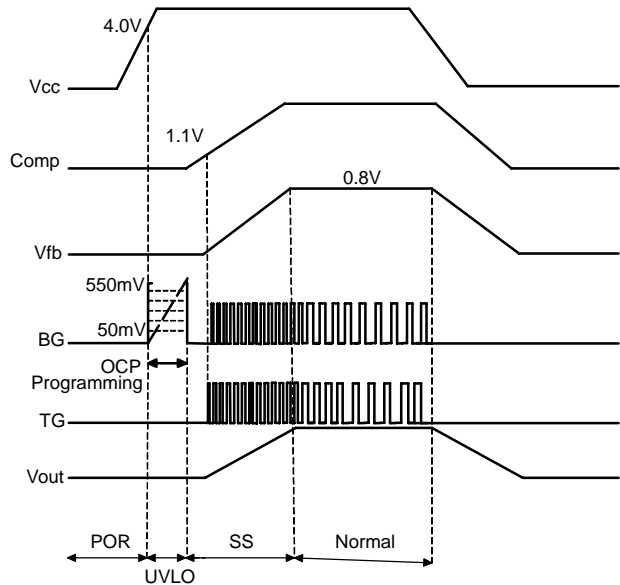 4.0V
Vcc
1.1V
Comp
0.8V
Vfb
550mV
50mV
BG
OCP
Programming
TG
Vout
POR
SS
Normal
UVLO